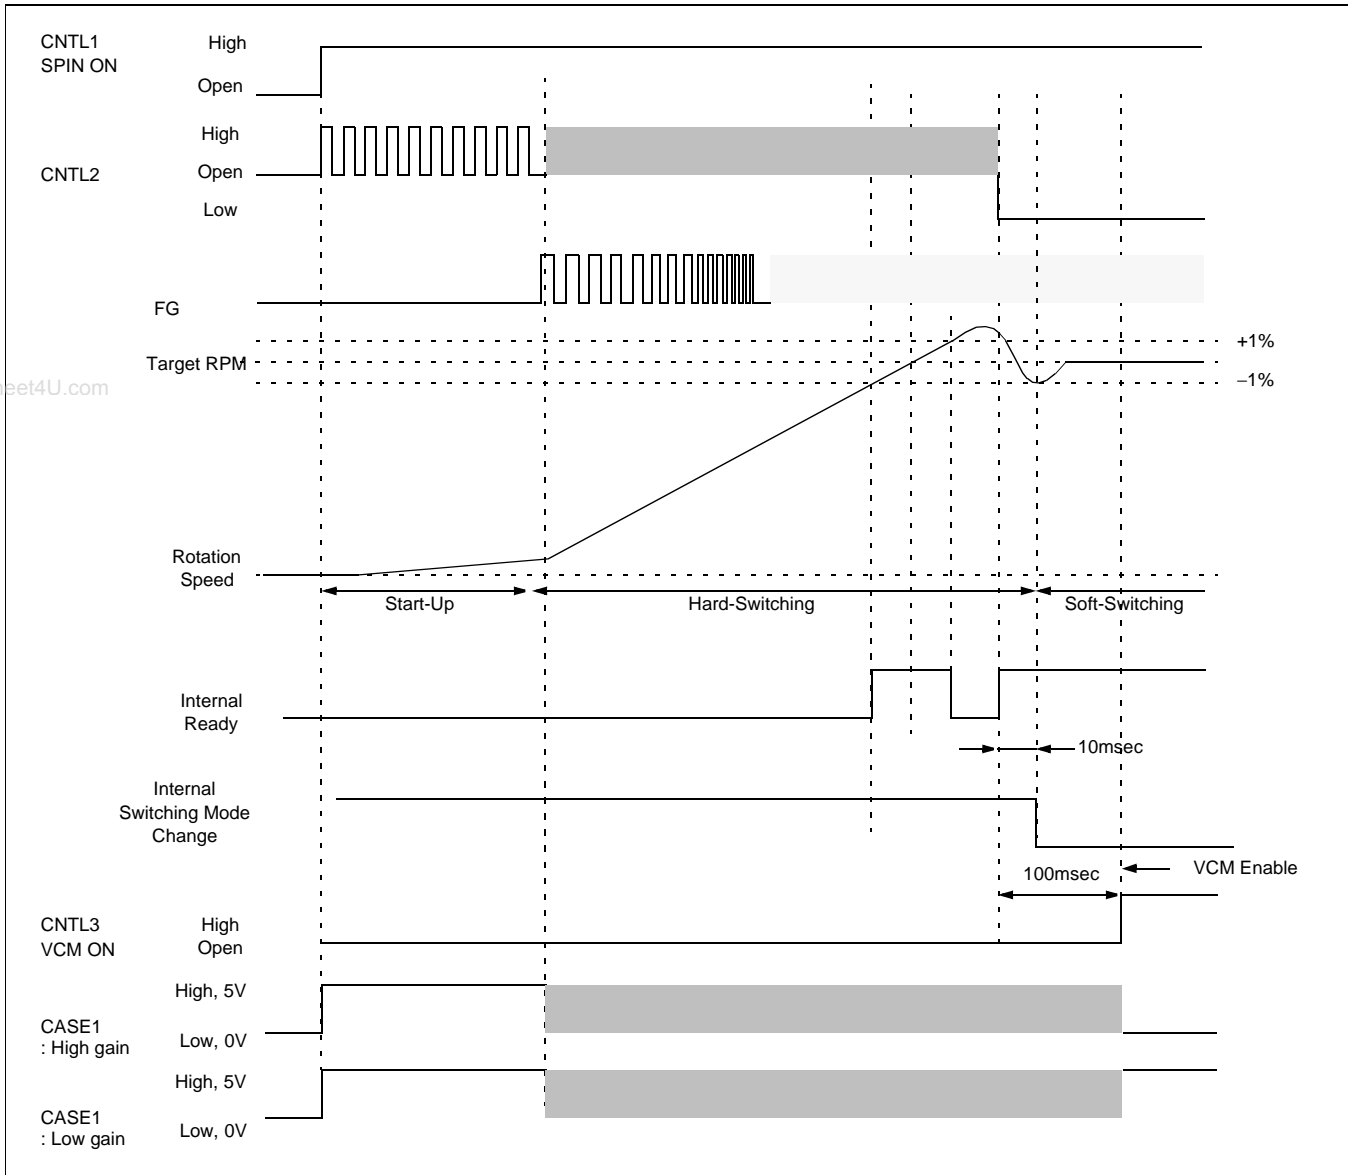 CNTL1 High
SPIN ON
Open
High
CNTL2 Open
Low
FG
+1%
Target RPM
–1%
eet4U.com
Rotation
Speed
Start-Up Hard-Switching Soft-Switching
Internal
Ready
10msec
Internal
Switching Mode
Change
100msec VCM Enable
CNTL3 High
VCM ON Open
High, 5V
CASE1
: High gain Low, 0V
High, 5V
CASE1
: Low gain Low, 0V